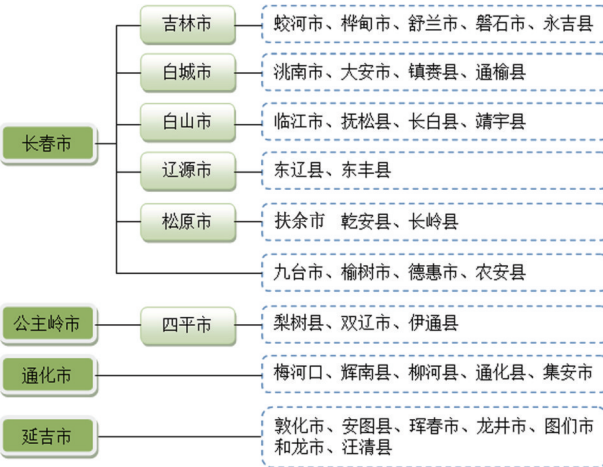 吉林市 蛟河市、桦甸市、舒兰市、磐石市、永吉县
白城市 洮南市、大安市、镇赉县、通榆县
白山市 临江市、抚松县、长白县、靖宇县
长春市
辽源市 东辽县、东丰县
松原市 扶余市 乾安县、长岭县
九台市、榆树市、德惠市、农安县
公主岭市 四平市 梨树县、双辽市、伊通县
通化市 梅河口、辉南县、柳河县、通化县、集安市
延吉市 敦化市、安图县、珲春市、龙井市、图们市
和龙市、汪清县